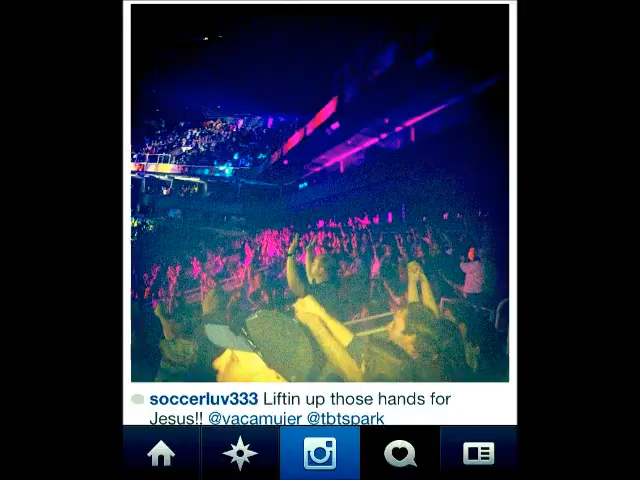 soccerluv333 Liftin up those hands for
Jesus!! @vacamujer @tbtspark